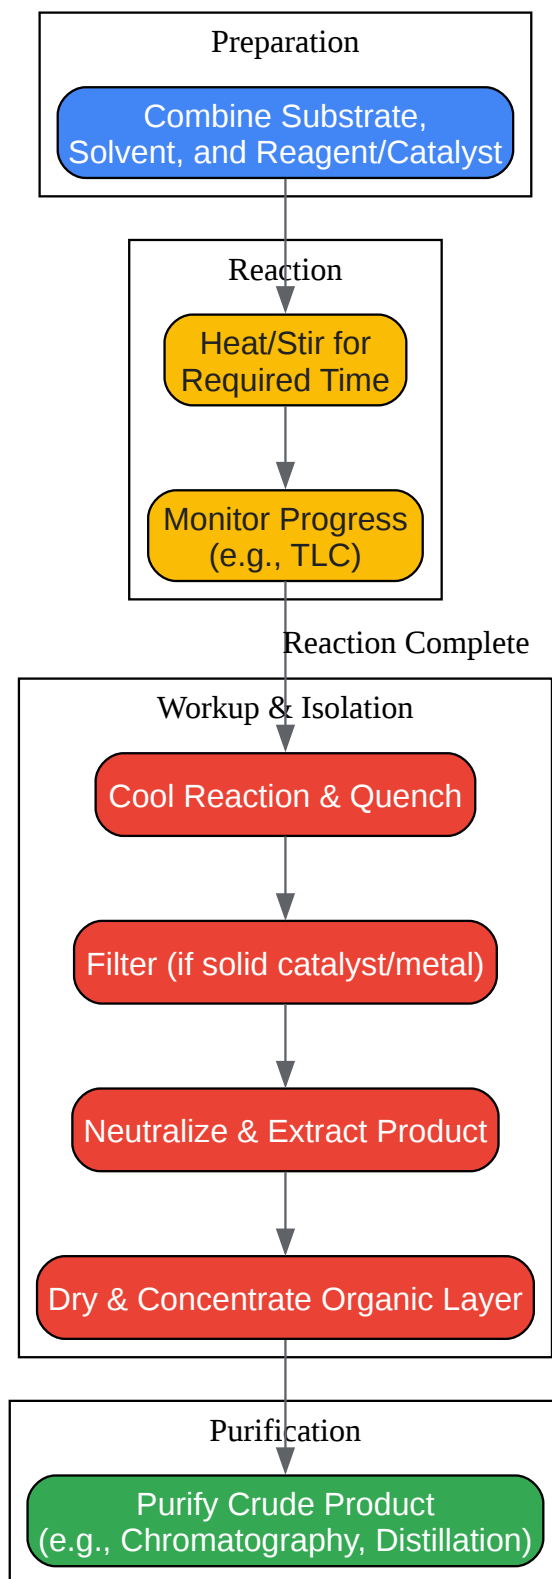 Preparation
Combine Substrate,
Solvent, and Reagent/Catalyst
Reaction
Heat/Stir for
Required Time
Monitor Progress
(e.g., TLC)
Reaction Complete
Workup & Isolation
Cool Reaction & Quench
Filter (if solid catalyst/metal)
Neutralize & Extract Product
Dry & Concentrate Organic Layer
Purification
Purify Crude Product
(e.g., Chromatography, Distillation)